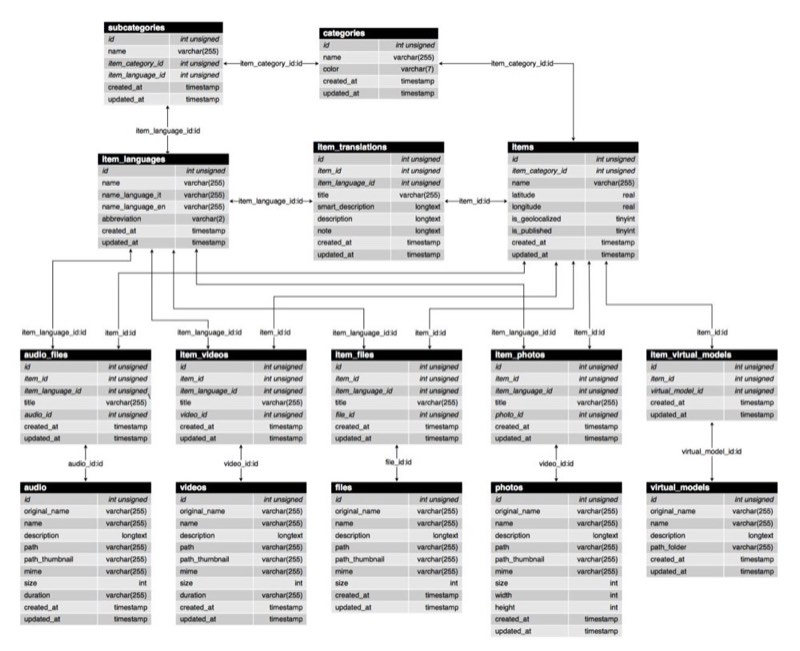 subcategories
id int unsigned
name varchar(255)
item_category_id int unsigned
item_language_id int unsigned
created_at timestamp
updated_at timestamp
item_category_id:id
categories
id int unsigned
name varchar(255)
color varchar(7)
created_at timestamp
updated_at timestamp
item_category_id:id
item_language_id:id
item_languages
id int unsigned
name varchar(255)
name_language_it varchar(255)
name_language_en varchar(255)
abbreviation varchar(2)
created_at timestamp
updated_at timestamp
item_language_id:id
item_translations
id int unsigned
item_id int unsigned
item_language_id int unsigned
title varchar(255)
smart_description longtext
description longtext
note longtext
created_at timestamp
updated_at timestamp
item_id:id
items
id int unsigned
item_category_id int unsigned
name varchar(255)
latitude real
longitude real
is_geolocalized tinyint
is_published tinyint
created_at timestamp
updated_at timestamp
item_language_id:id item_id:id item_language_id:id item_id:id item_language_id:id item_id:id item_language_id:id item_id:id item_id:id
audio_files
id int unsigned
item_id int unsigned
item_language_id int unsigned
title varchar(255)
audio_id int unsigned
created_at timestamp
updated_at timestamp
item_videos
id int unsigned
item_id int unsigned
item_language_id int unsigned
title varchar(255)
video_id int unsigned
created_at timestamp
updated_at timestamp
item_files
id int unsigned
item_id int unsigned
item_language_id int unsigned
title varchar(255)
file_id int unsigned
created_at timestamp
updated_at timestamp
item_photos
id int unsigned
item_id int unsigned
item_language_id int unsigned
title varchar(255)
photo_id int unsigned
created_at timestamp
updated_at timestamp
item_virtual_models
id int unsigned
item_id int unsigned
virtual_model_id int unsigned
created_at timestamp
updated_at timestamp
audio_id:id
video_id:id
file_id:id
video_id:id
virtual_model_id:id
audio
id int unsigned
original_name varchar(255)
name varchar(255)
description longtext
path varchar(255)
path_thumbnail varchar(255)
mime varchar(255)
size int
duration varchar(255)
created_at timestamp
updated_at timestamp
videos
id int unsigned
original_name varchar(255)
name varchar(255)
description longtext
path varchar(255)
path_thumbnail varchar(255)
mime varchar(255)
size int
duration varchar(255)
created_at timestamp
updated_at timestamp
files
id int unsigned
original_name varchar(255)
name varchar(255)
description longtext
path varchar(255)
path_thumbnail varchar(255)
mime varchar(255)
size int
created_at timestamp
updated_at timestamp
photos
id int unsigned
original_name varchar(255)
name varchar(255)
description longtext
path varchar(255)
path_thumbnail varchar(255)
mime varchar(255)
size int
width int
height int
created_at timestamp
updated_at timestamp
virtual_models
id int unsigned
original_name varchar(255)
name varchar(255)
description longtext
path_folder varchar(255)
created_at timestamp
updated_at timestamp